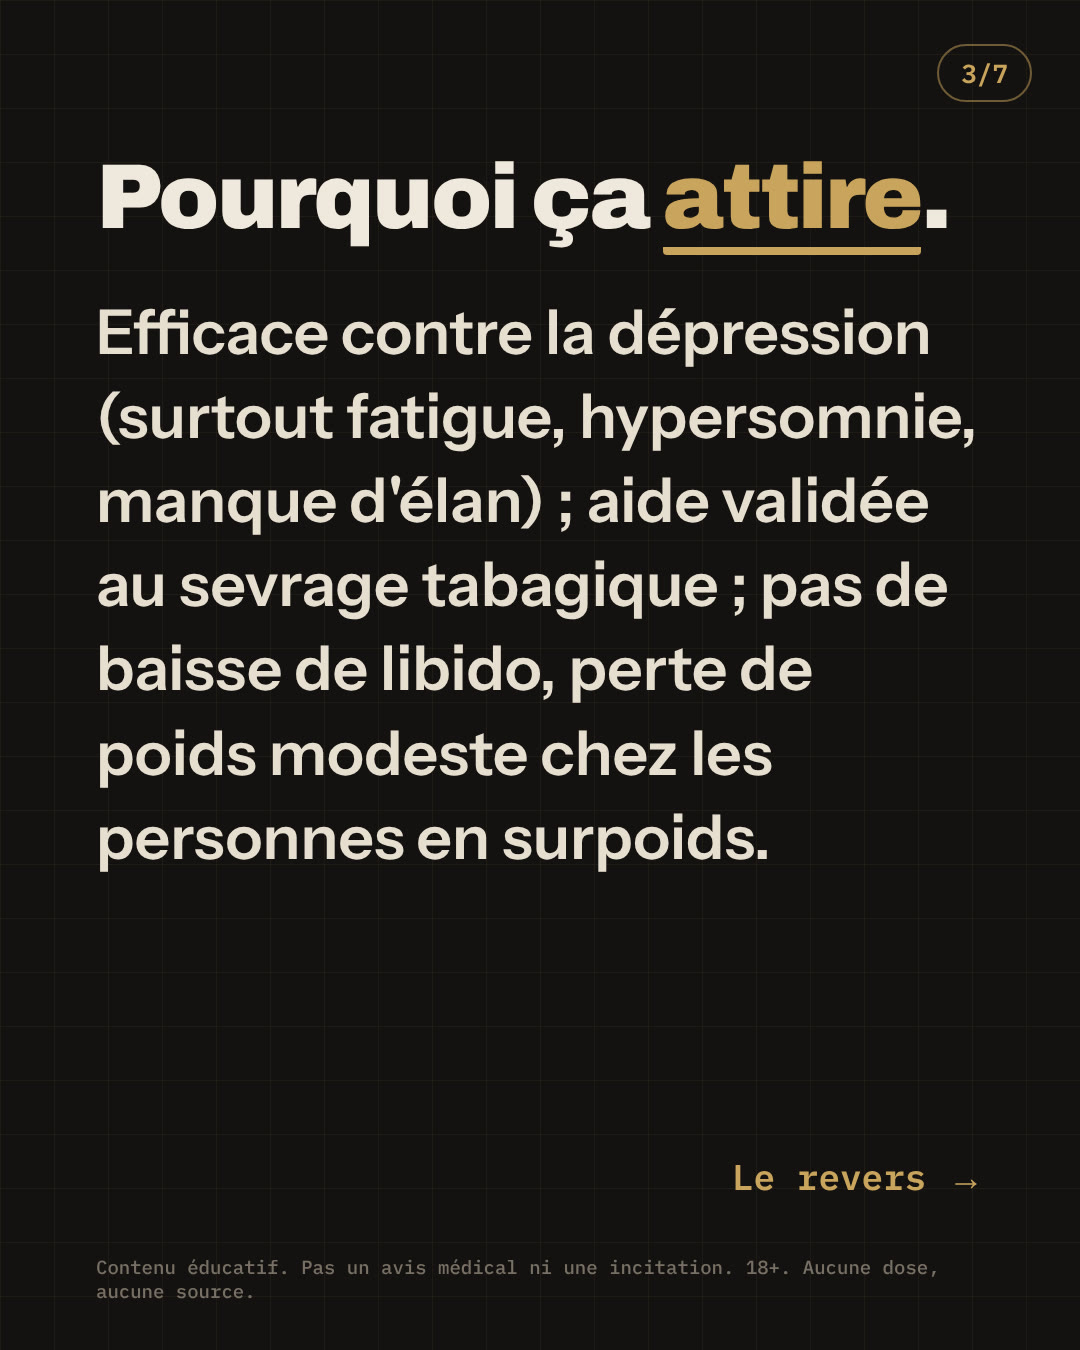 3/7
Pourquoi ça attire.
Efficace contre la dépression
(surtout fatigue, hypersomnie,
manque d'élan) ; aide validée
au sevrage tabagique ; pas de
baisse de libido, perte de
poids modeste chez les
personnes en surpoids.
Le revers →
Contenu éducatif. Pas un avis médical ni une incitation. 18+. Aucune dose,
aucune source.